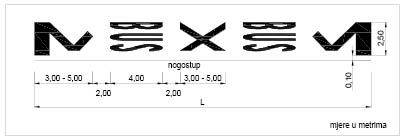 BUS BUS
2,50
nogostup
0,10
3,00 - 5,00 4,00 3,00 - 5,00
2,00 2,00
L
mjere u metrima